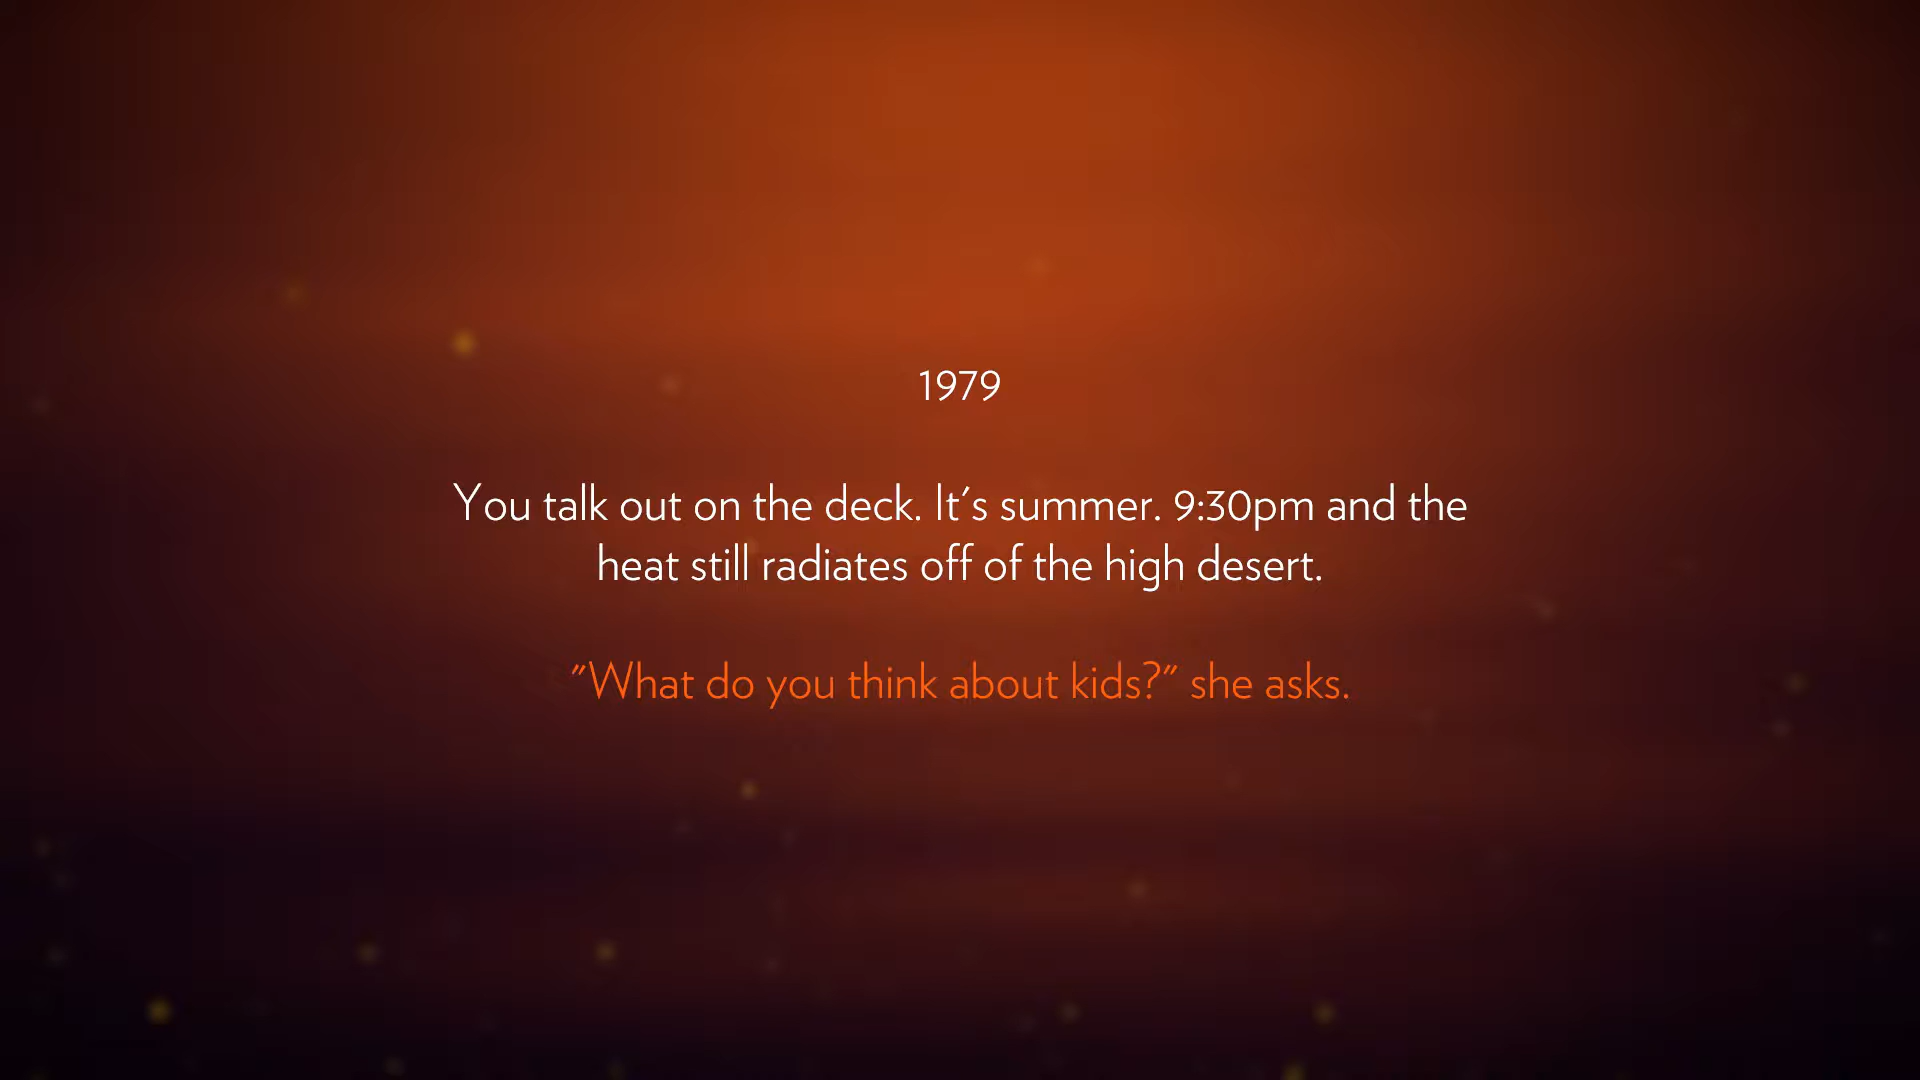 1979
You talk out on the deck. It's summer. 9:30pm and the
heat still radiates off of the high desert.
"What do you think about kids?" she asks.